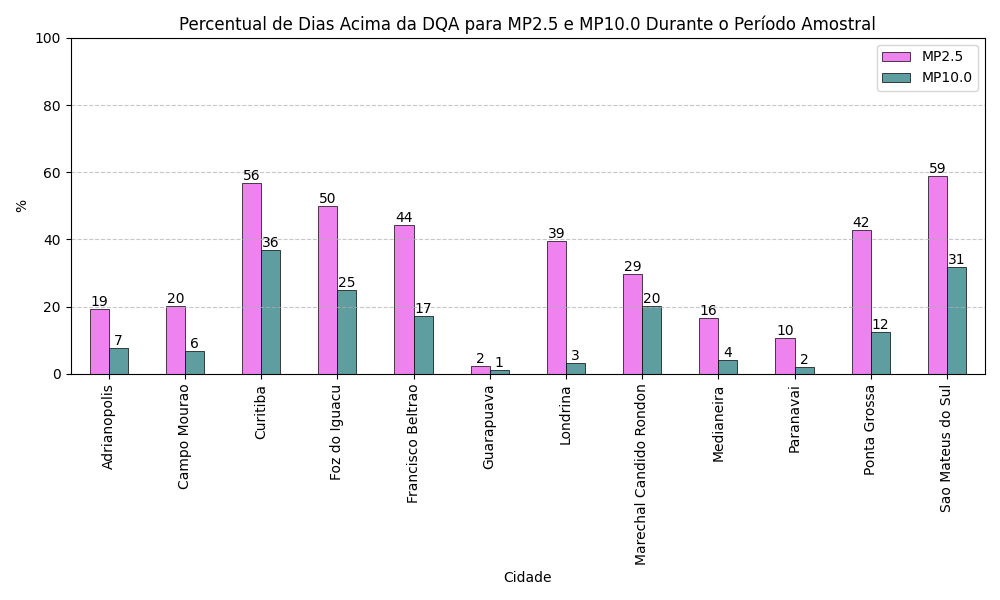 Percentual de Dias Acima da DQA para MP2.5 e MP10.0 Durante o Período Amostral
MP2.5
MP10.0
%
100
80
60
40
20
0
19
7
20
6
56
36
50
25
44
17
2
1
39
3
29
20
16
4
10
2
42
12
59
31
Adrianopolis
Campo Mourao
Curitiba
Foz do Iguacu
Francisco Beltrao
Guarapuava
Londrina
Marechal Candido Rondon
Medianeira
Paranavai
Ponta Grossa
Sao Mateus do Sul
Cidade